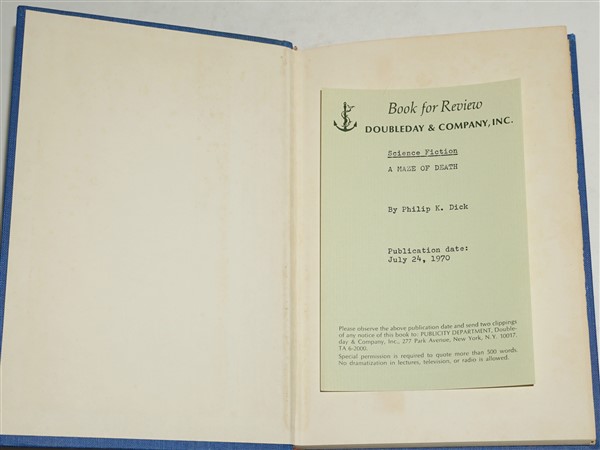 Book for Review
DOUBLEDAY & COMPANY, INC.
Science Fiction
A MAZE OF DEATH
By Philip K. Dick
Publication date:
July 24, 1970
Please observe the above publication date and send two clippings
of any notice of this book to: PUBLICITY DEPARTMENT, Double-
day & Company, Inc., 277 Park Avenue, New York, N.Y. 10017.
TA 6-2000.
Special permission is required to quote more than 500 words.
No dramatization in lectures, television, or radio is allowed.